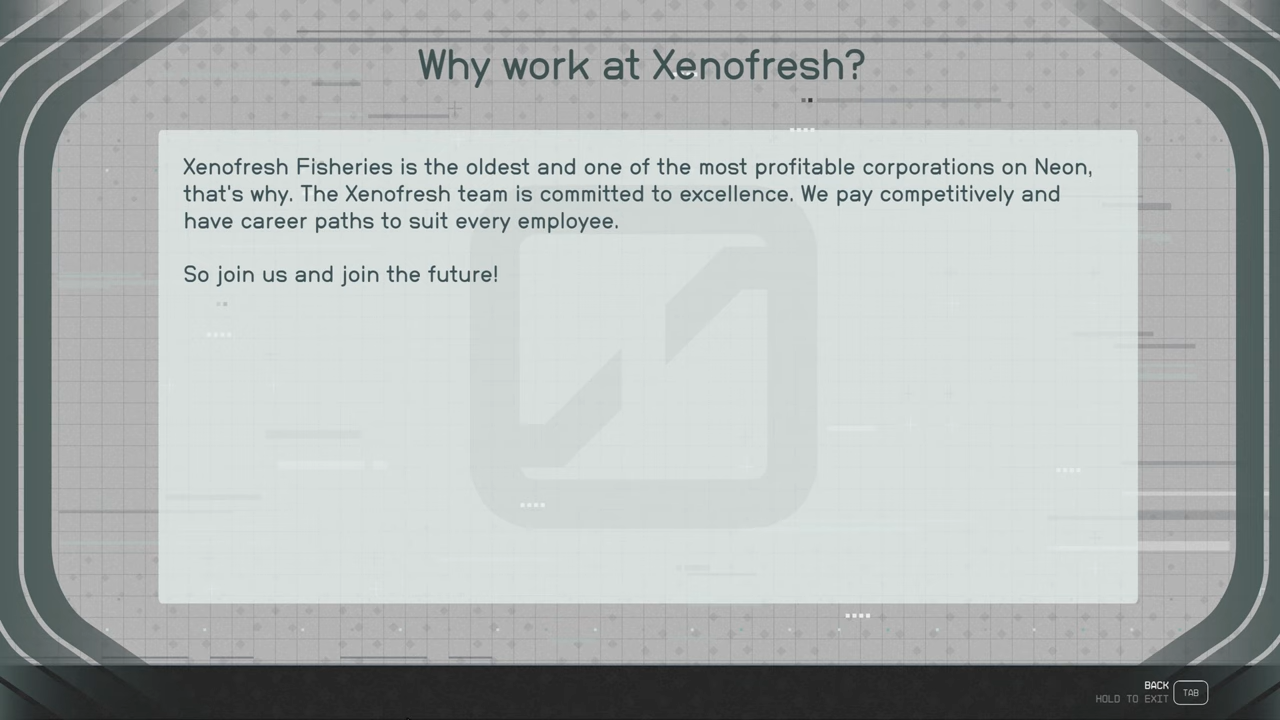 Why work at Xenofresh?
Xenofresh Fisheries is the oldest and one of the most profitable corporations on Neon,
that's why. The Xenofresh team is committed to excellence. We pay competitively and
have career paths to suit every employee.
So join us and join the future!
BACK
HOLD TO EXIT
TAB